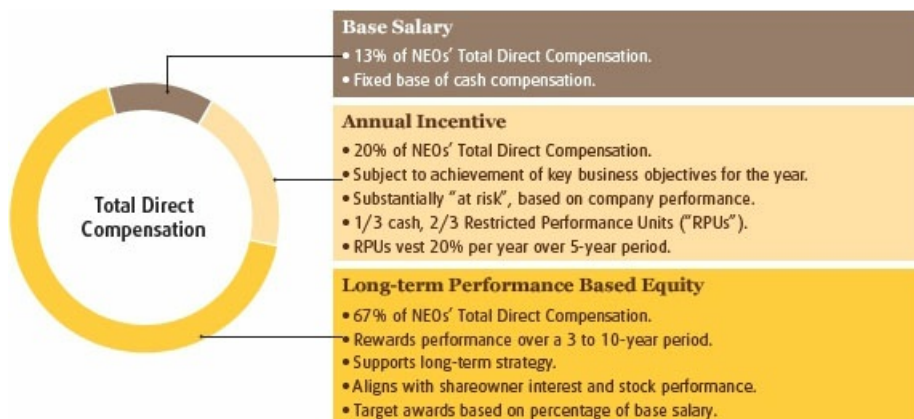 Total Direct
Compensation
Base Salary
• 13% of NEOs' Total Direct Compensation.
• Fixed base of cash compensation.
Annual Incentive
• 20% of NEOs' Total Direct Compensation.
• Subject to achievement of key business objectives for the year.
• Substantially "at risk", based on company performance.
• 1/3 cash, 2/3 Restricted Performance Units ("RPUs").
• RPUs vest 20% per year over 5-year period.
Long-term Performance Based Equity
• 67% of NEOs' Total Direct Compensation.
• Rewards performance over a 3 to 10-year period.
• Supports long-term strategy.
• Aligns with shareowner interest and stock performance.
• Target awards based on percentage of base salary.